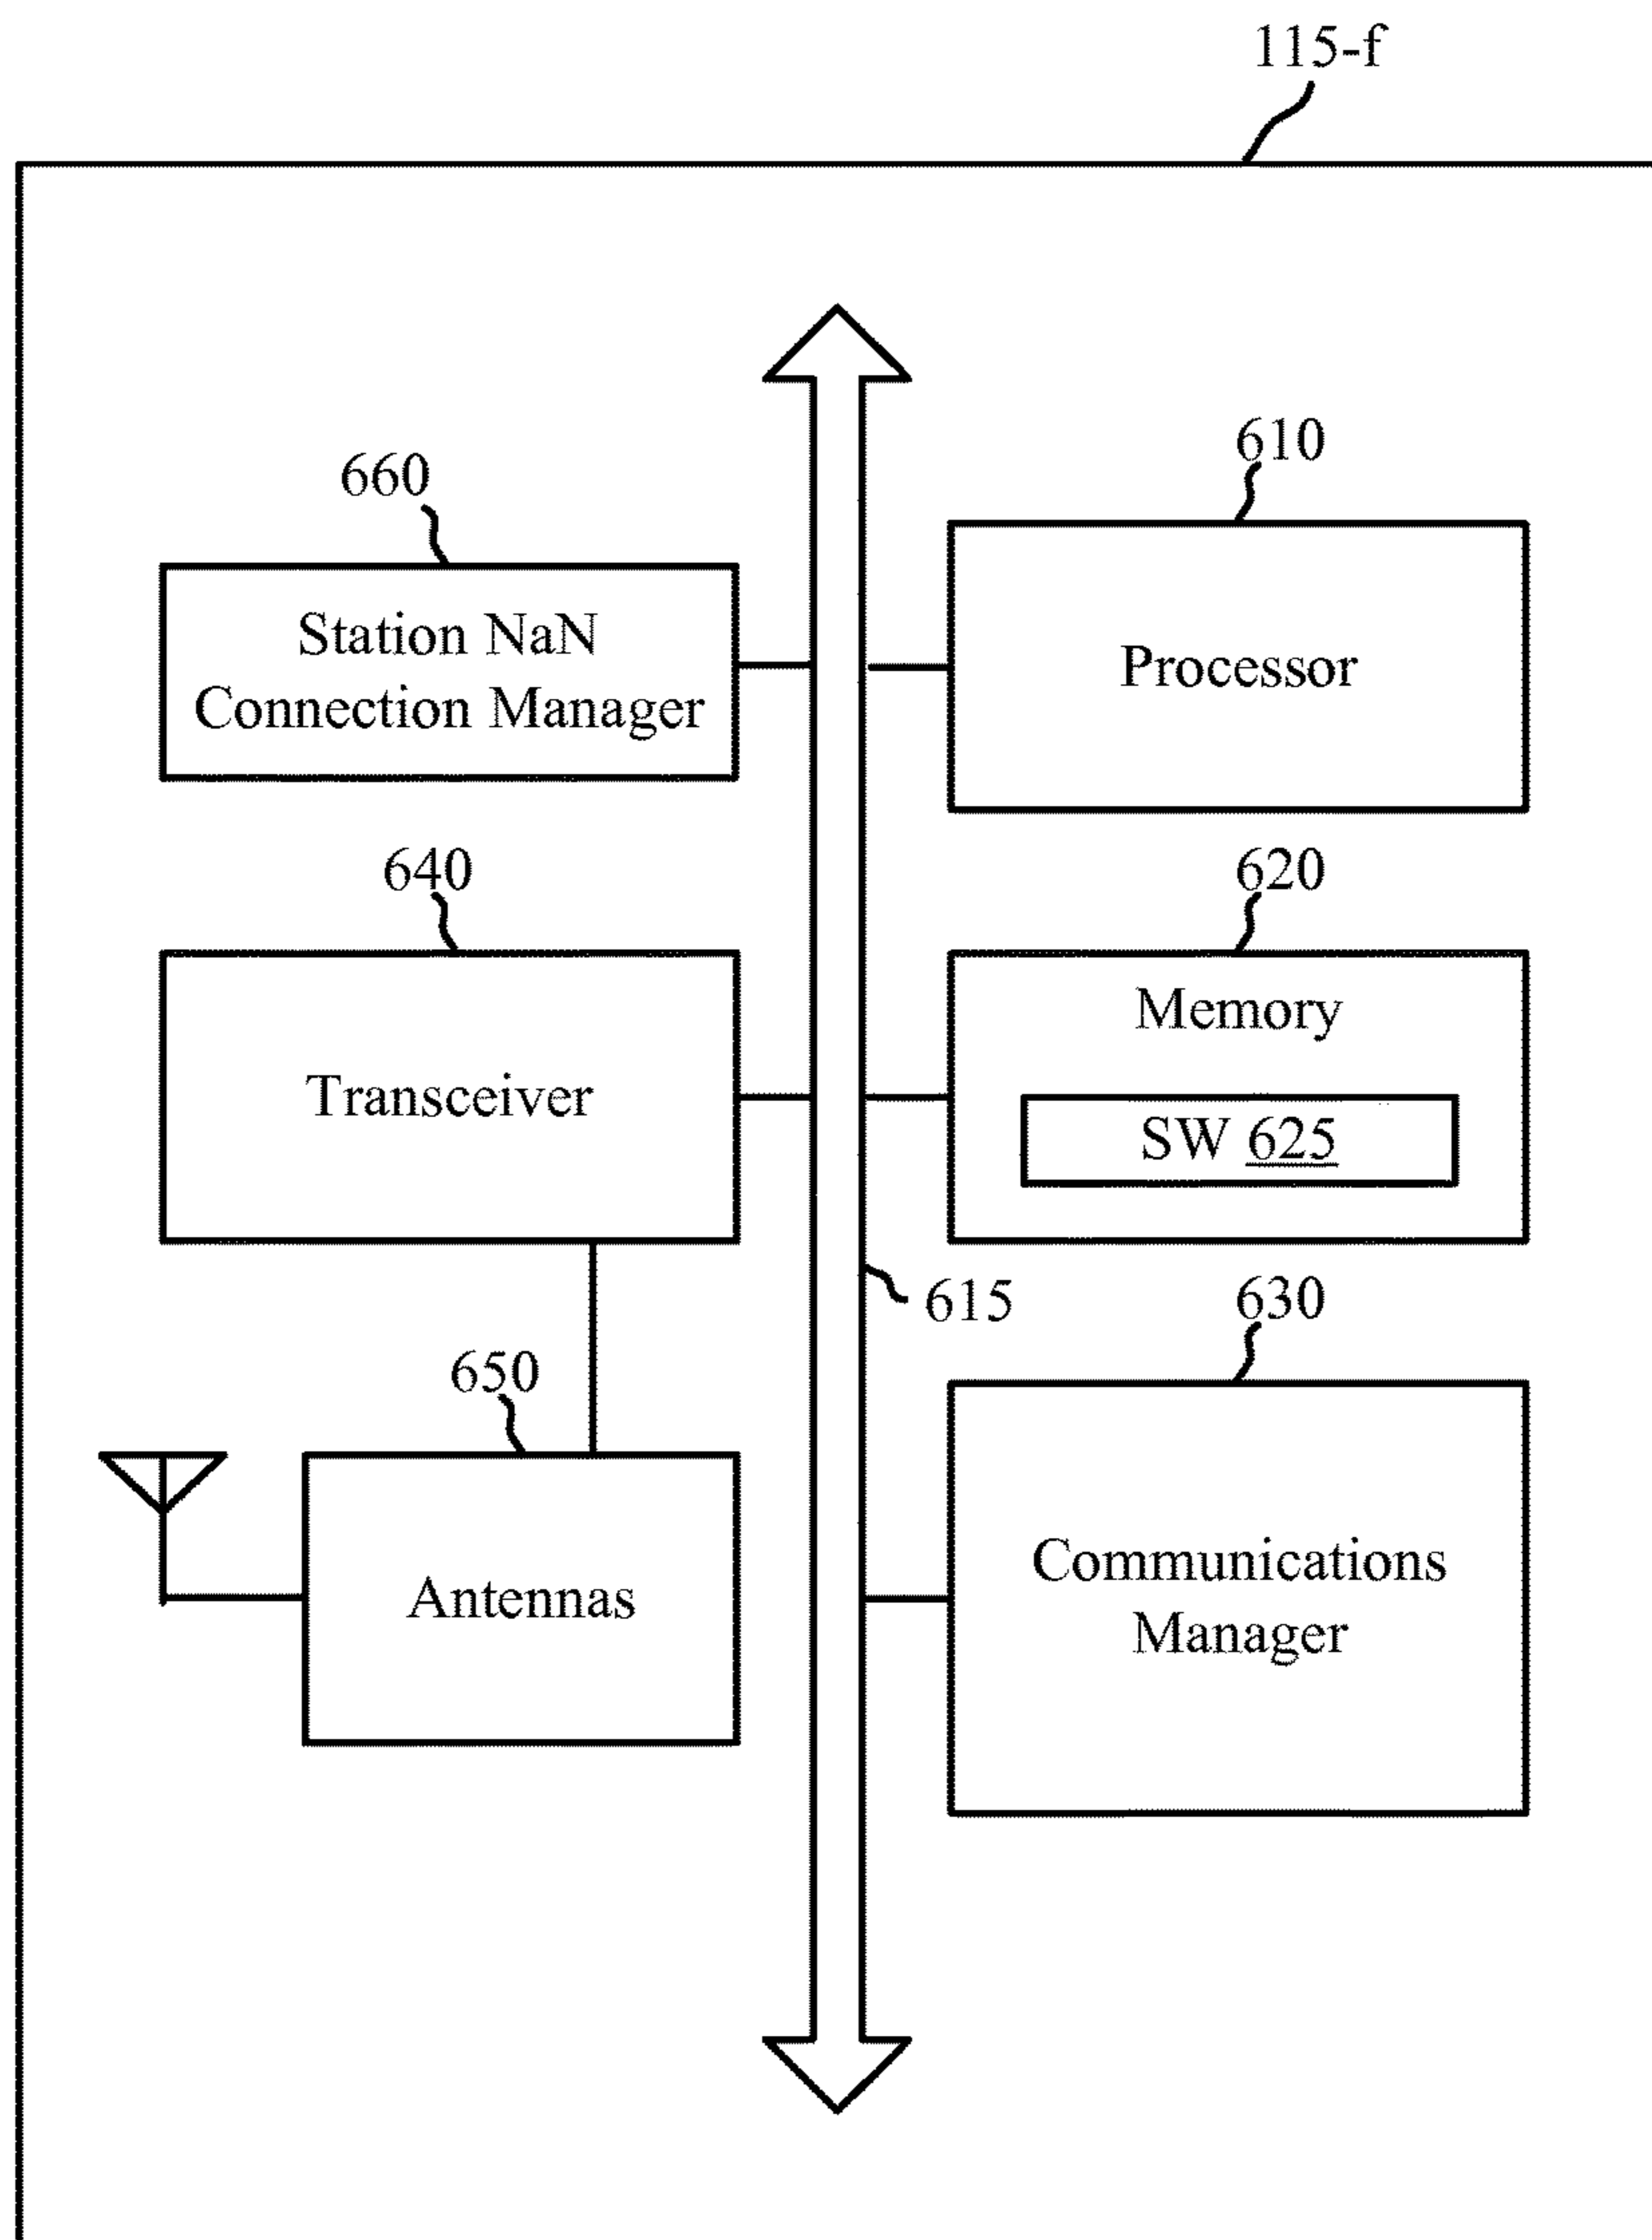 115-f
660
Station NaN
Connection Manager
610
Processor
640
Transceiver
620
Memory
SW 625
615
650
Antennas
630
Communications
Manager